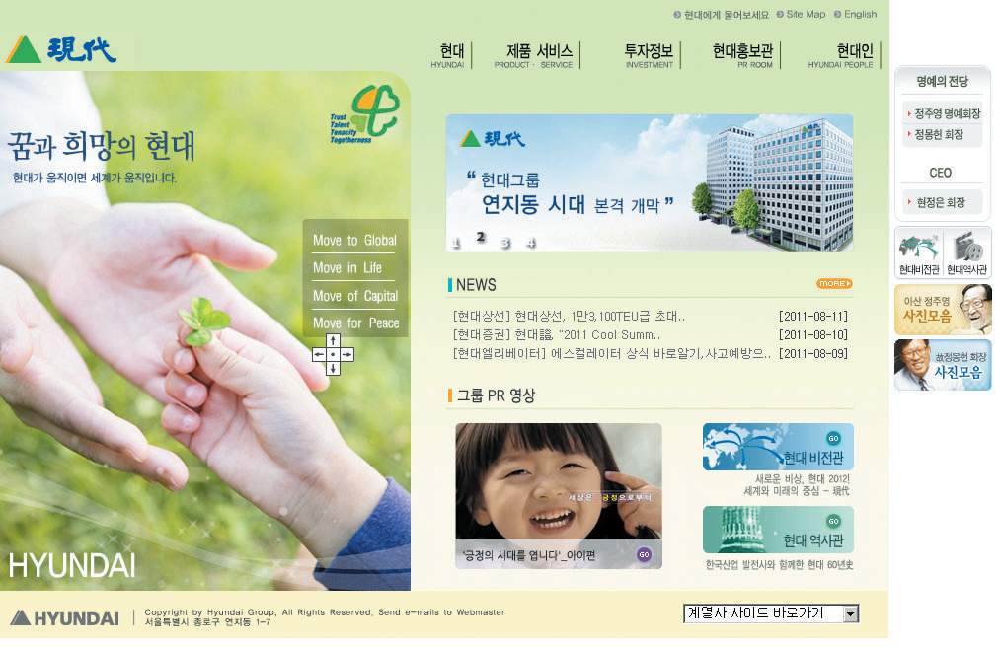 현대에게 물어보세요 Site Map English
現代
현대 제품 서비스 투자정보 현대홍보관 현대인
HYUNDAI PRODUCT · SERVICE INVESTMENT PR ROOM HYUNDAI PEOPLE
Trust
Talent
Tenacity
Togetherness
꿈과 희망의 현대
현대가 움직이면 세계가 움직입니다.
Move to Global
Move in Life
Move of Capital
Move for Peace
HYUNDAI
現代
“ 현대그룹
연지동 시대 본격 개막 ”
1 2 3 4
NEWS MORE
[현대상선] 현대상선, 1만3,100TEU급 초대.. [2011-08-11]
[현대증권] 현대證, "2011 Cool Summ.. [2011-08-10]
[현대엘리베이터] 에스컬레이터 상식 바로알기,사고예방으.. [2011-08-09]
그룹 PR 영상
세상은 긍정으로부터
'긍정의 시대를 엽니다'_아이편 GO
GO
현대 비전관
새로운 비상, 현대 2012!
세계와 미래의 중심 - 現代
GO
현대 역사관
한국산업 발전사와 함께한 현대 60년史
명예의 전당
정주영 명예회장
정몽헌 회장
CEO
현정은 회장
현대비전관 현대역사관
아산 정주영
사진모음
故정몽헌 회장
사진모음
HYUNDAI
Copyright by Hyundai Group, All Rights Reserved, Send e-mails to Webmaster
서울특별시 종로구 연지동 1-7
계열사 사이트 바로가기